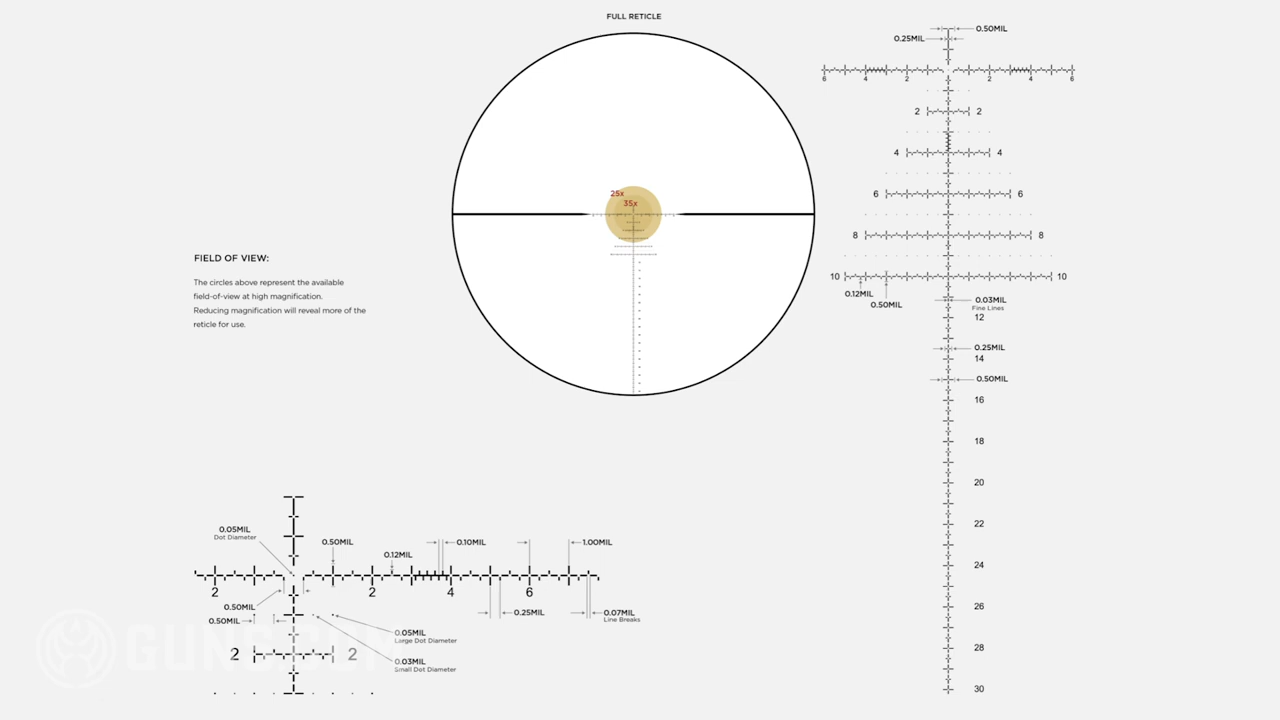 FULL RETICLE
25x
35x
FIELD OF VIEW:
The circles above represent the available
field-of-view at high magnification.
Reducing magnification will reveal more of the
reticle for use.
0.50MIL
0.25MIL
6 4 2 2 4 6
2 2
4 4
6 6
8 8
10 10
0.12MIL
0.50MIL
0.03MIL
Fine Lines
12
0.25MIL
14
0.50MIL
16
18
20
22
24
26
28
30
0.05MIL
Dot Diameter
0.50MIL
0.12MIL
0.10MIL
1.00MIL
2 2 4 6
0.50MIL
0.50MIL
0.25MIL
0.07MIL
Line Breaks
0.05MIL
Large Dot Diameter
2 2
0.03MIL
Small Dot Diameter